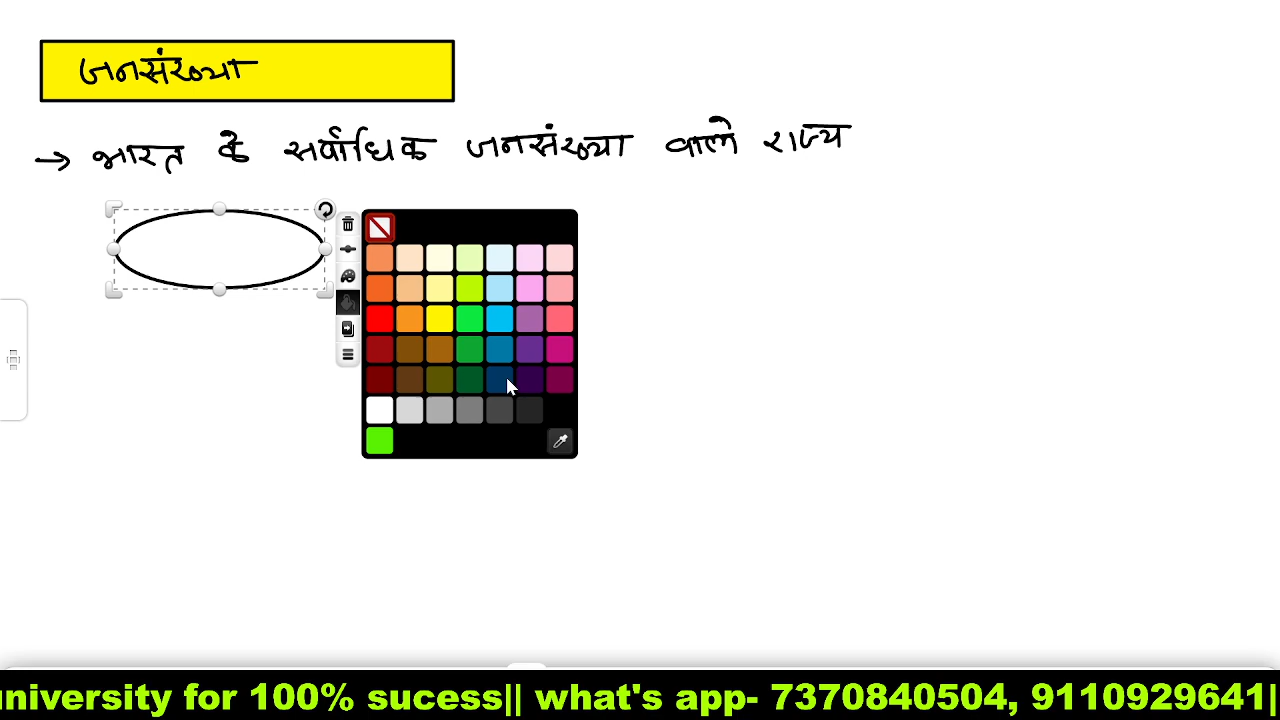 जनसंख्या
→ भारत के सर्वाधिक जनसंख्या वाले राज्य
university for 100% sucess|| what's app- 7370840504, 9110929641|